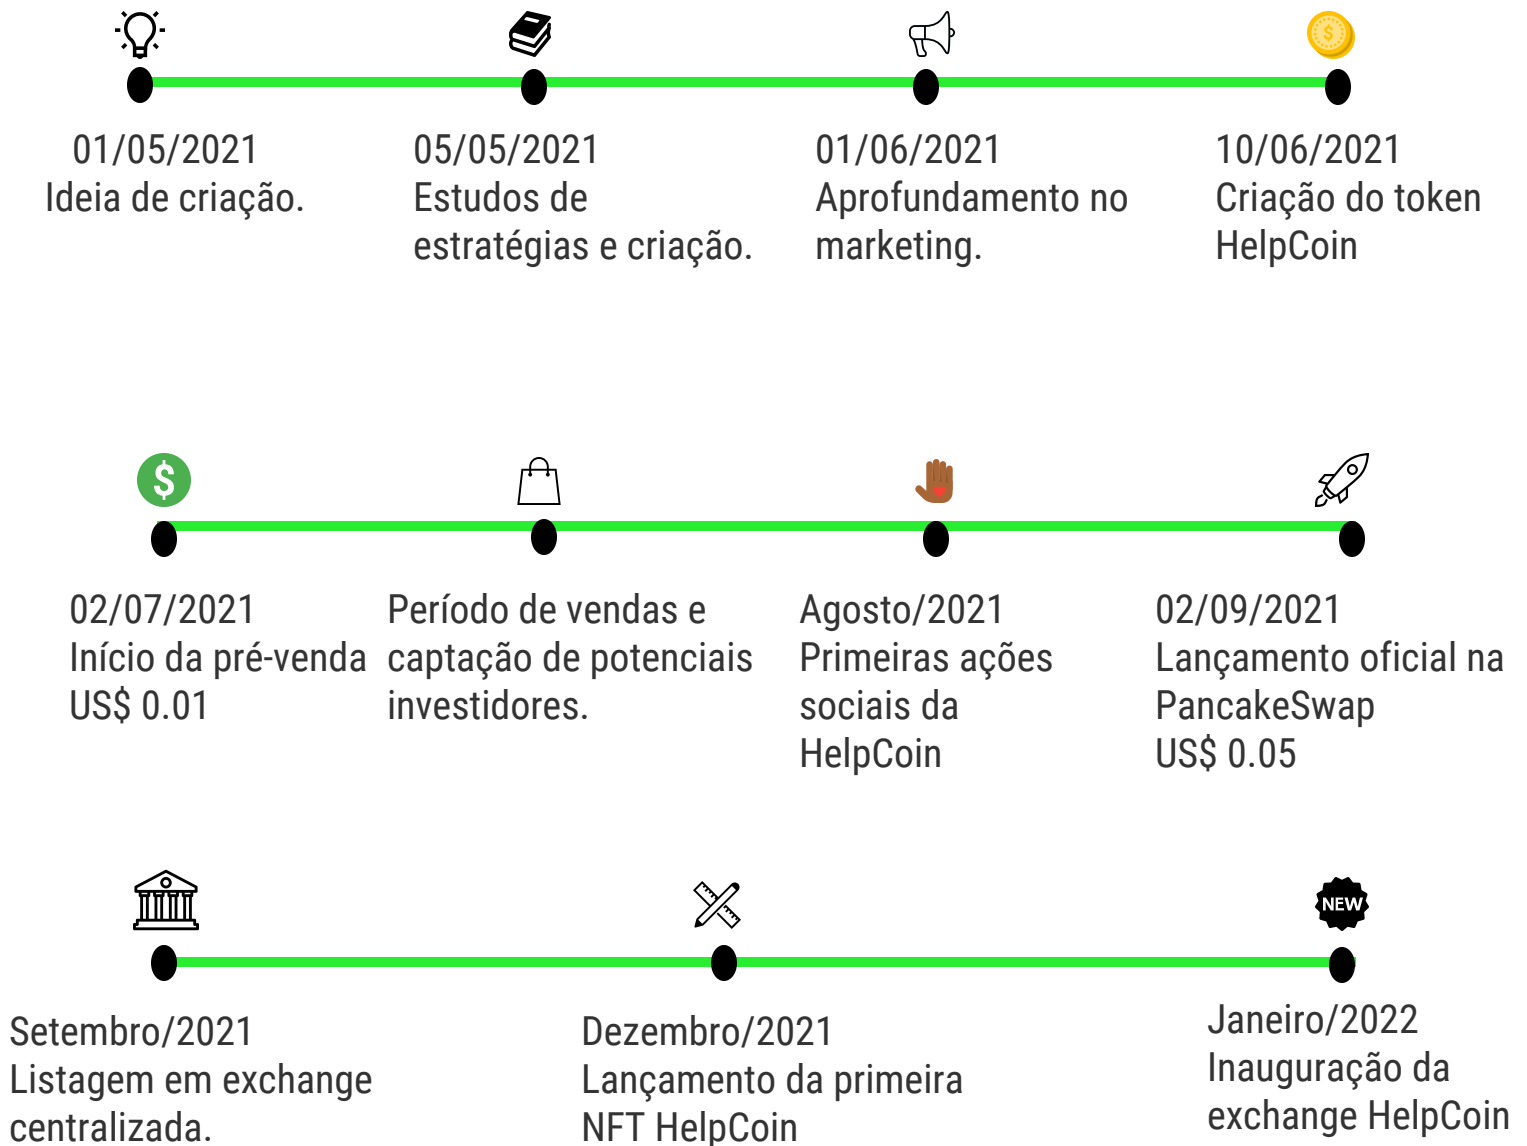 01/05/2021
Ideia de criação.
05/05/2021
Estudos de
estratégias e criação.
01/06/2021
Aprofundamento no
marketing.
10/06/2021
Criação do token
HelpCoin
02/07/2021
Início da pré-venda
US$ 0.01
Período de vendas e
captação de potenciais
investidores.
Agosto/2021
Primeiras ações
sociais da
HelpCoin
02/09/2021
Lançamento oficial na
PancakeSwap
US$ 0.05
Setembro/2021
Listagem em exchange
centralizada.
Dezembro/2021
Lançamento da primeira
NFT HelpCoin
NEW
Janeiro/2022
Inauguração da
exchange HelpCoin